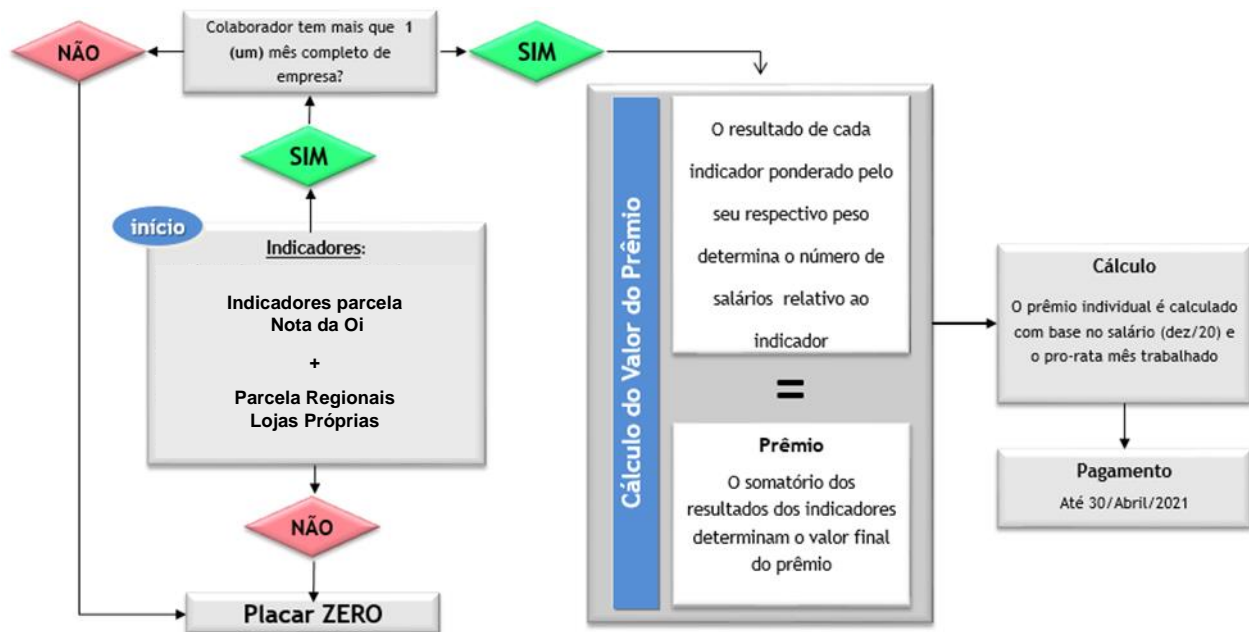 NÃO
Colaborador tem mais que 1
(um) mês completo de
empresa?
SIM
SIM
início
Indicadores:
Indicadores parcela
Nota da Oi
+
Parcela Regionais
Lojas Próprias
NÃO
Placar ZERO
Cálculo do Valor do Prêmio
O resultado de cada
indicador ponderado pelo
seu respectivo peso
determina o número de
salários relativo ao
indicador
=
Prêmio
O somatório dos
resultados dos indicadores
determinam o valor final
do prêmio
Cálculo
O prêmio individual é calculado
com base no salário (dez/20) e
o pro-rata mês trabalhado
Pagamento
Até 30/Abril/2021